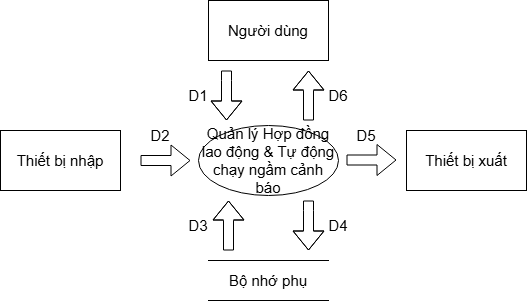 Người dùng
D1
D6
D2
Quản lý Hợp đồng
lao động & Tự động
chạy ngầm cảnh
báo
D5
Thiết bị nhập
Thiết bị xuất
D3
D4
Bộ nhớ phụ